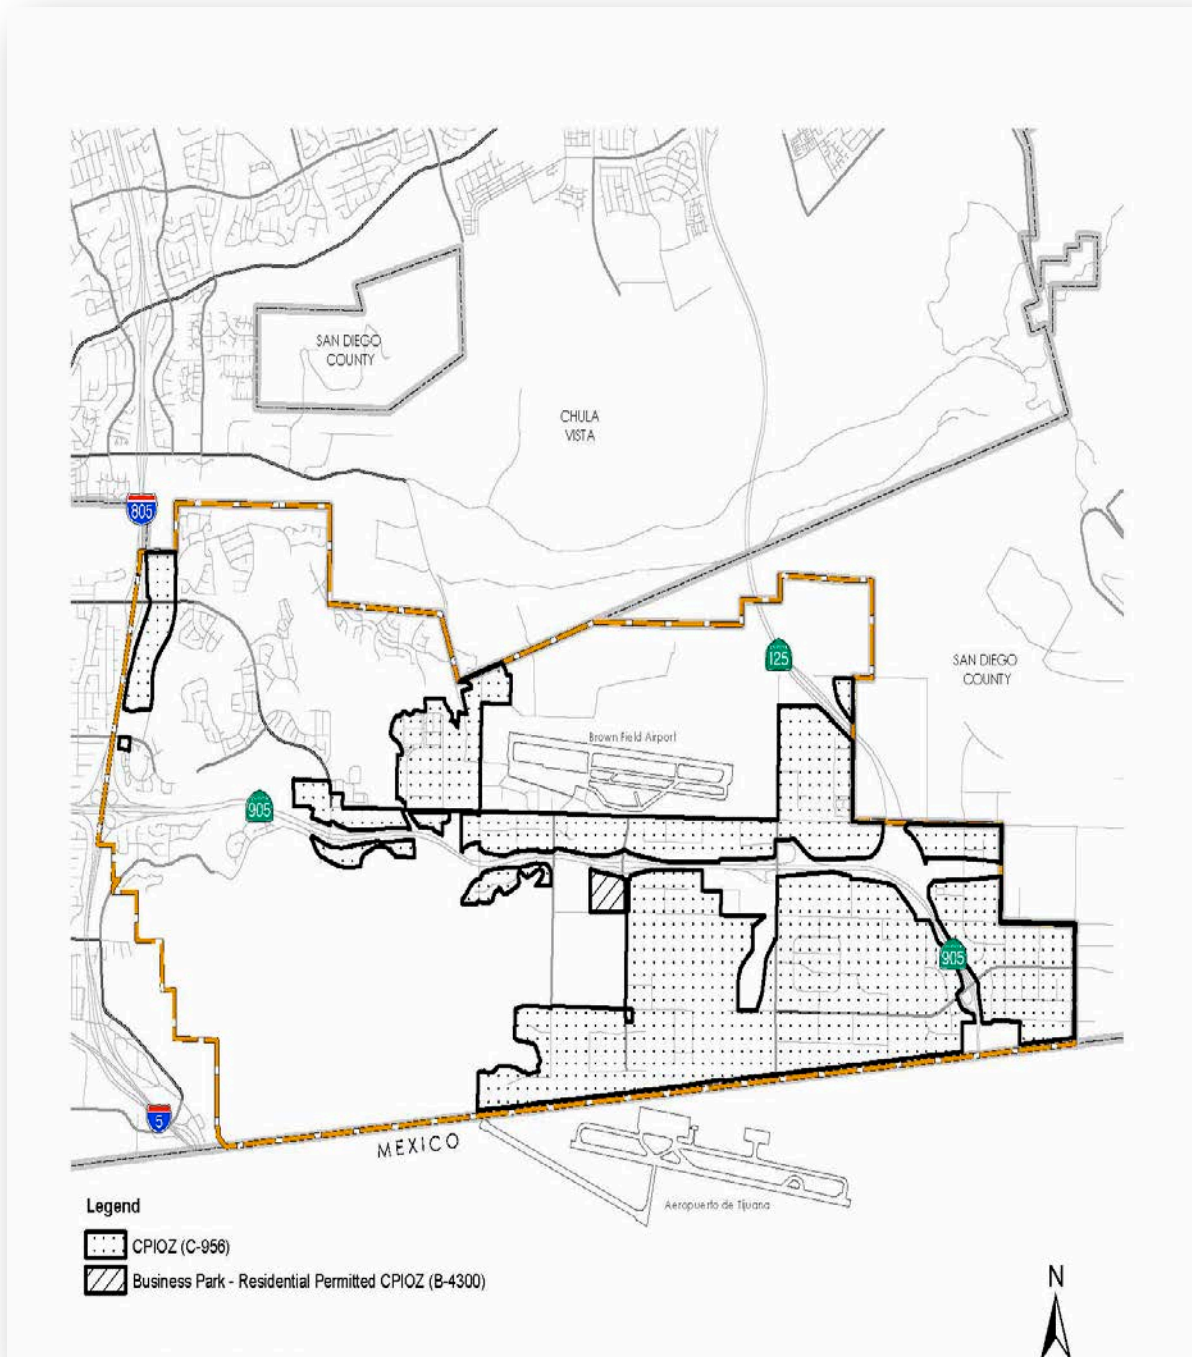 SAN DIEGO
COUNTY
CHULA
VISTA
805
125
SAN DIEGO
COUNTY
Brown Field Airport
905
905
5
MEXICO
Aeropuerto de Tijuana
Legend
CPIOZ (C-956)
Business Park - Residential Permitted CPIOZ (B-4300)
N